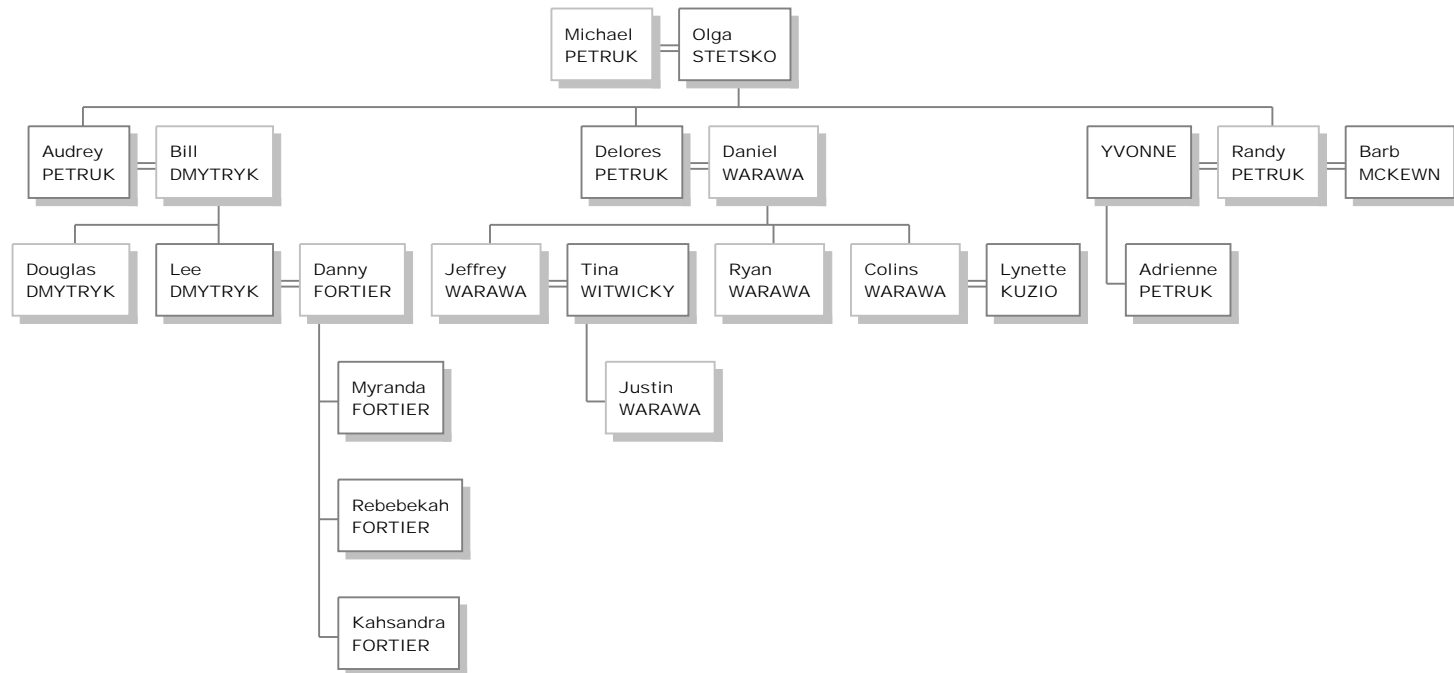 Michael
PETRUK
Olga
STETSKO
Audrey
PETRUK
Bill
DMYTRYK
Delores
PETRUK
Daniel
WARAWA
YVONNE
Randy
PETRUK
Barb
MCKEWN
Douglas
DMYTRYK
Lee
DMYTRYK
Danny
FORTIER
Jeffrey
WARAWA
Tina
WITWICKY
Ryan
WARAWA
Colins
WARAWA
Lynette
KUZIO
Adrienne
PETRUK
Myranda
FORTIER
Justin
WARAWA
Rebebekah
FORTIER
Kahsandra
FORTIER